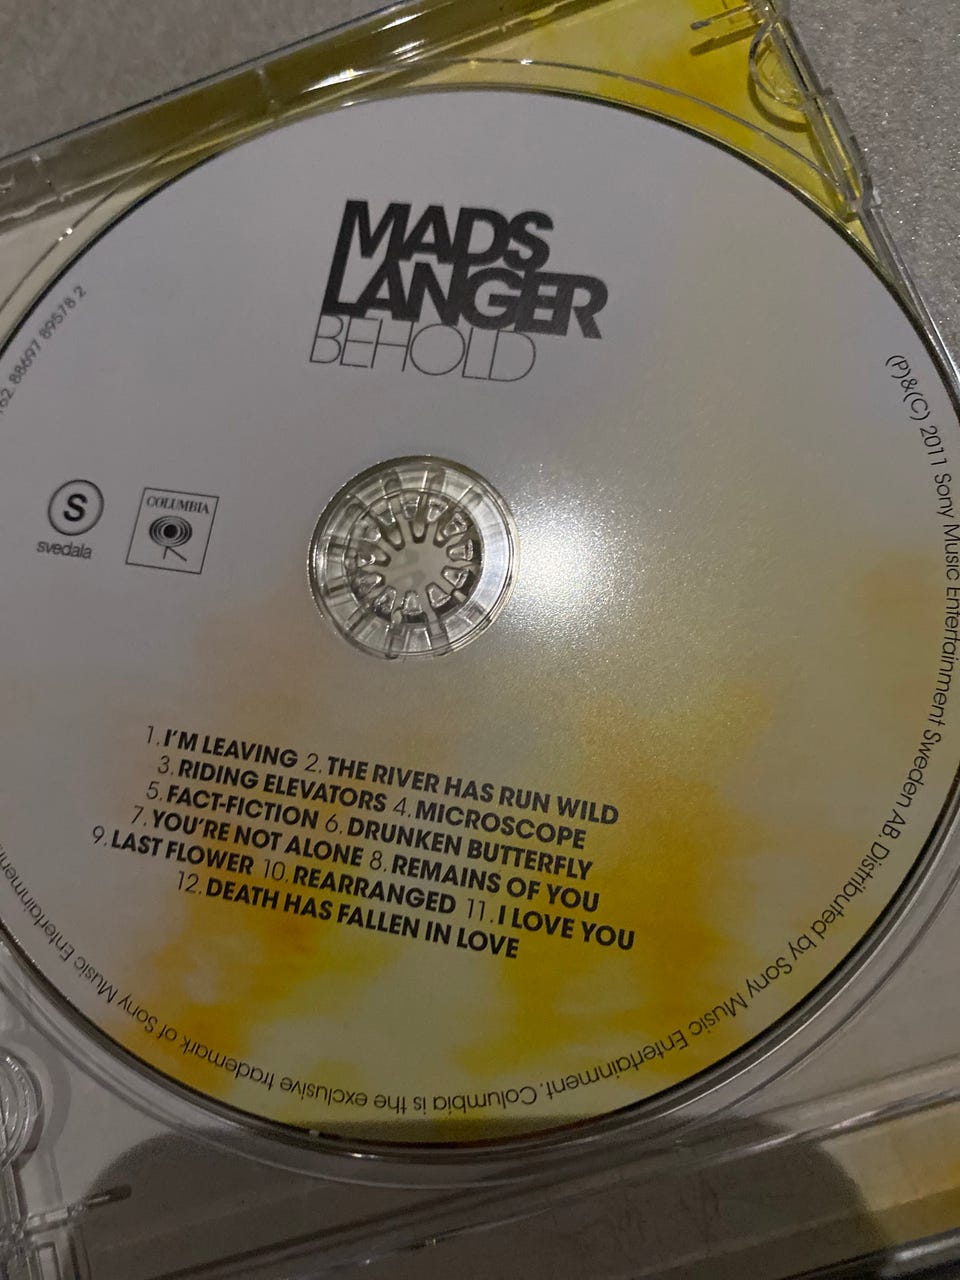 MADS
LANGER
BEHOLD
88697 89578 2
S
svedala
COLUMBIA
1. I'M LEAVING 2. THE RIVER HAS RUN WILD
3. RIDING ELEVATORS 4. MICROSCOPE
5. FACT-FICTION 6. DRUNKEN BUTTERFLY
7. YOU'RE NOT ALONE 8. REMAINS OF YOU
9. LAST FLOWER 10. REARRANGED 11. I LOVE YOU
12. DEATH HAS FALLEN IN LOVE
(P)&(C) 2011 Sony Music Entertainment Sweden AB. Distributed by Sony Music Entertainment. Columbia is the exclusive trademark of Sony Music Entertainment.